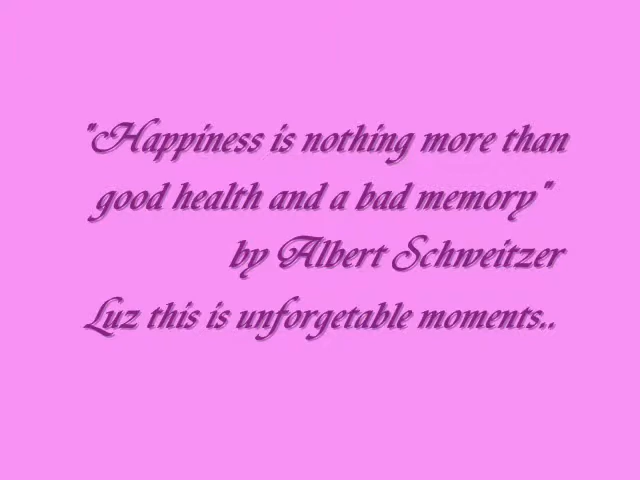 "Happiness is nothing more than
good health and a bad memory"
by Albert Schweitzer
Luz this is unforgetable moments..